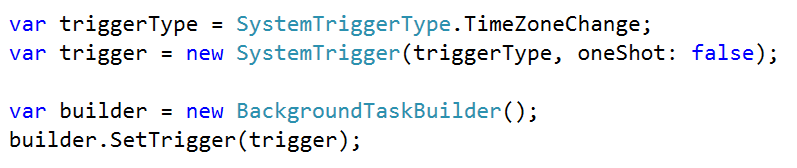 var triggerType = SystemTriggerType.TimeZoneChange;
var trigger = new SystemTrigger(triggerType, oneShot: false);
var builder = new BackgroundTaskBuilder();
builder.SetTrigger(trigger);